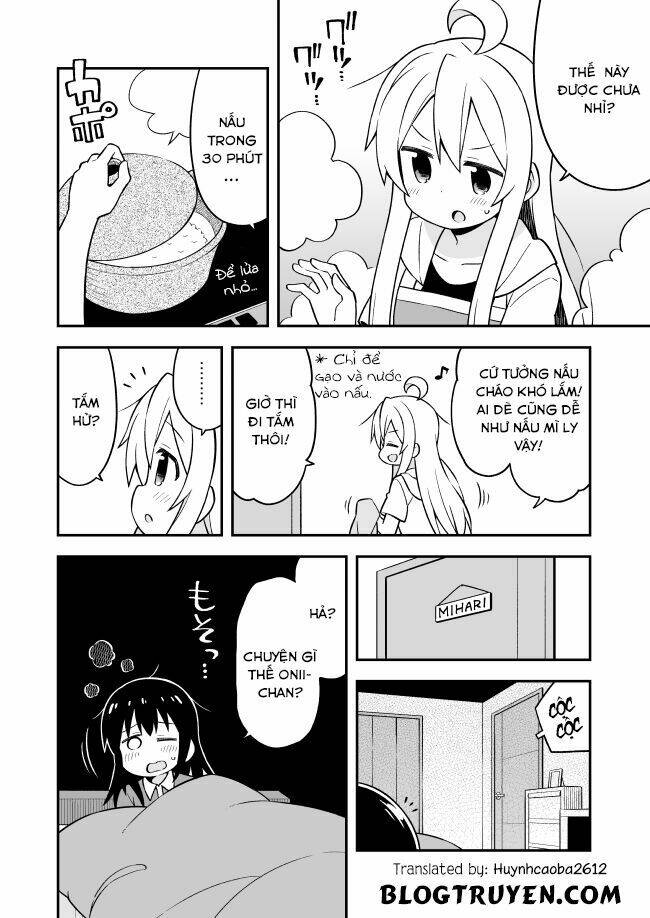 THẾ NÀY
ĐƯỢC CHƯA
NHỈ?
NẤU
TRONG
30 PHÚT
...
カポ
Để lửa
nhỏ...
CỨ TƯỞNG NẤU
CHÁO KHÓ LẮM!
AI DÈ CŨNG DỄ
NHƯ NẤU MÌ LY
VẬY!
* Chỉ để
gạo và nước
vào nấu.
GIỜ THÌ
ĐI TẮM
THÔI!
.........
TẮM
HỬ?
MIHARI
CỘC
CỘC
HẢ?
CHUYỆN GÌ
THẾ ONII-
CHAN?
もぞっ...
Translated by: Huynhcaoba2612
BLOGTRUYEN.COM